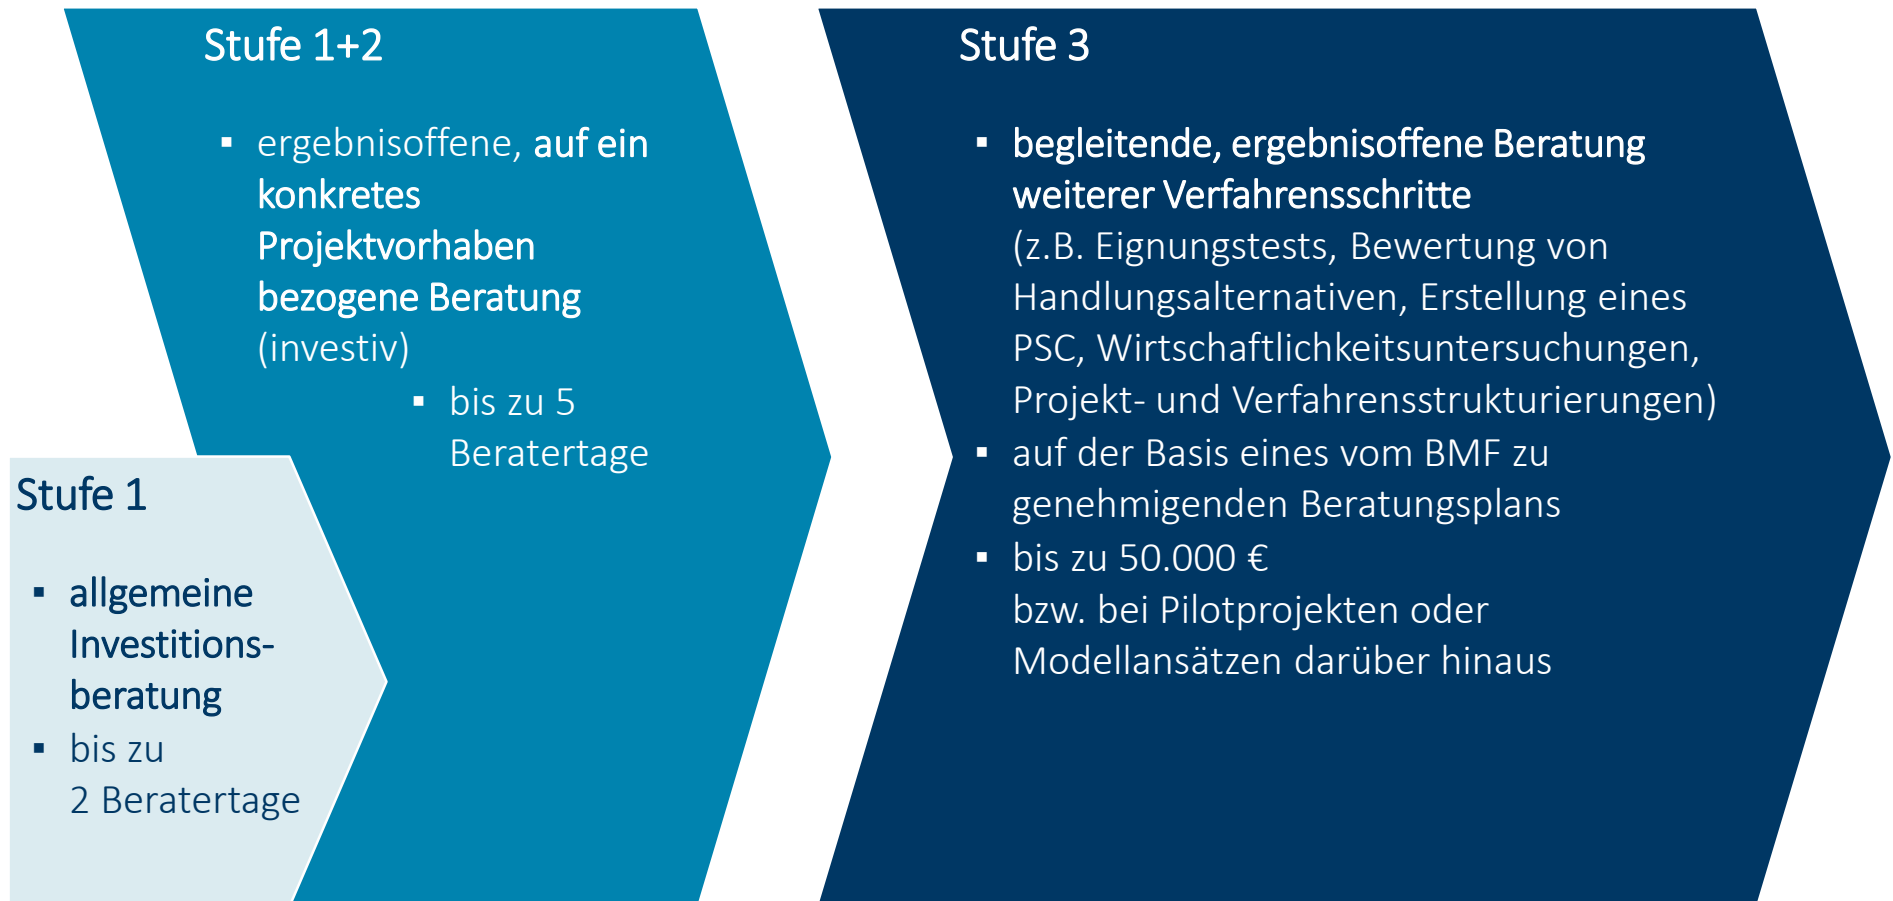 Stufe 1+2
▪ ergebnisoffene, auf ein
konkretes
Projektvorhaben
bezogene Beratung
(investiv)
▪ bis zu 5
Beratertage
Stufe 1
▪ allgemeine
Investitions-
beratung
▪ bis zu
2 Beratertage
Stufe 3
▪ begleitende, ergebnisoffene Beratung
weiterer Verfahrensschritte
(z.B. Eignungstests, Bewertung von
Handlungsalternativen, Erstellung eines
PSC, Wirtschaftlichkeitsuntersuchungen,
Projekt- und Verfahrensstrukturierungen)
▪ auf der Basis eines vom BMF zu
genehmigenden Beratungsplans
▪ bis zu 50.000 €
bzw. bei Pilotprojekten oder
Modellansätzen darüber hinaus